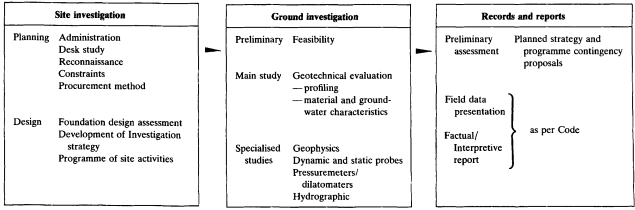 Site investigation
Planning Administration
Desk study
Reconnaissance
Constraints
Procurement method
Design Foundation design assessment
Development of Investigation
strategy
Programme of site activities
Ground investigation
Preliminary Feasibility
Main study Geotechnical evaluation
— profiling
— material and ground-
water characteristics
Specialised Geophysics
studies Dynamic and static probes
Pressuremeters/
dilatomaters
Hydrographic
Records and reports
Preliminary Planned strategy and
assessment programme contingency
proposals
Field data
presentation
as per Code
Factual/
Interpretive
report